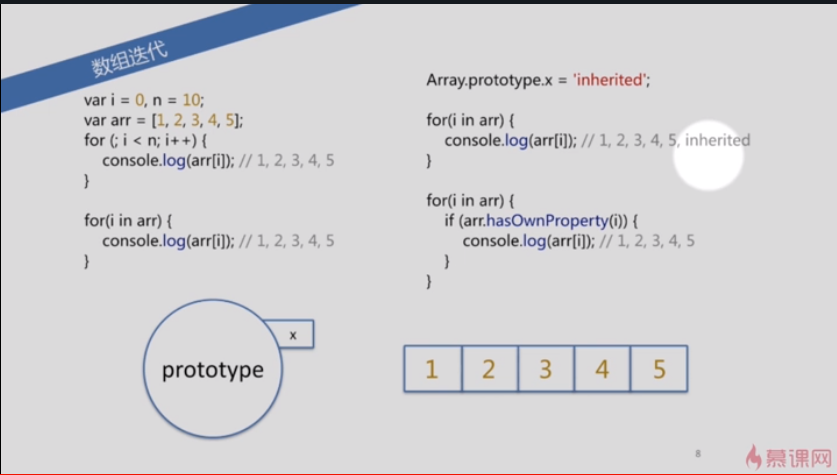 数组迭代
var i = 0, n = 10;
var arr = [1, 2, 3, 4, 5];
for (; i < n; i++) {
console.log(arr[i]); // 1, 2, 3, 4, 5
}
for(i in arr) {
console.log(arr[i]); // 1, 2, 3, 4, 5
}
Array.prototype.x = 'inherited';
for(i in arr) {
console.log(arr[i]); // 1, 2, 3, 4, 5, inherited
}
for(i in arr) {
if (arr.hasOwnProperty(i)) {
console.log(arr[i]); // 1, 2, 3, 4, 5
}
}
x
prototype
1 2 3 4 5
8
慕课网